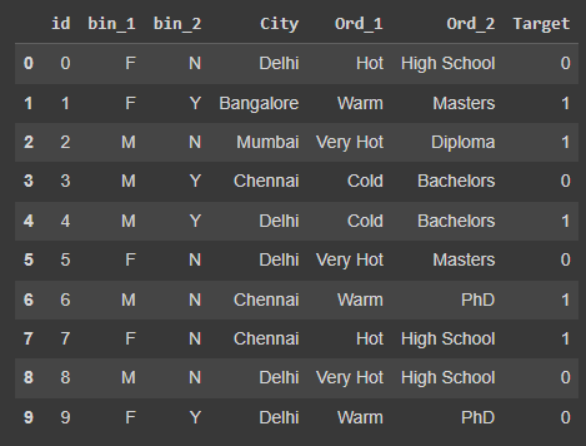 id bin_1 bin_2 City Ord_1 Ord_2 Target
0 0 F N Delhi Hot High School 0
1 1 F Y Bangalore Warm Masters 1
2 2 M N Mumbai Very Hot Diploma 1
3 3 M Y Chennai Cold Bachelors 0
4 4 M Y Delhi Cold Bachelors 1
5 5 F N Delhi Very Hot Masters 0
6 6 M N Chennai Warm PhD 1
7 7 F N Chennai Hot High School 1
8 8 M N Delhi Very Hot High School 0
9 9 F Y Delhi Warm PhD 0